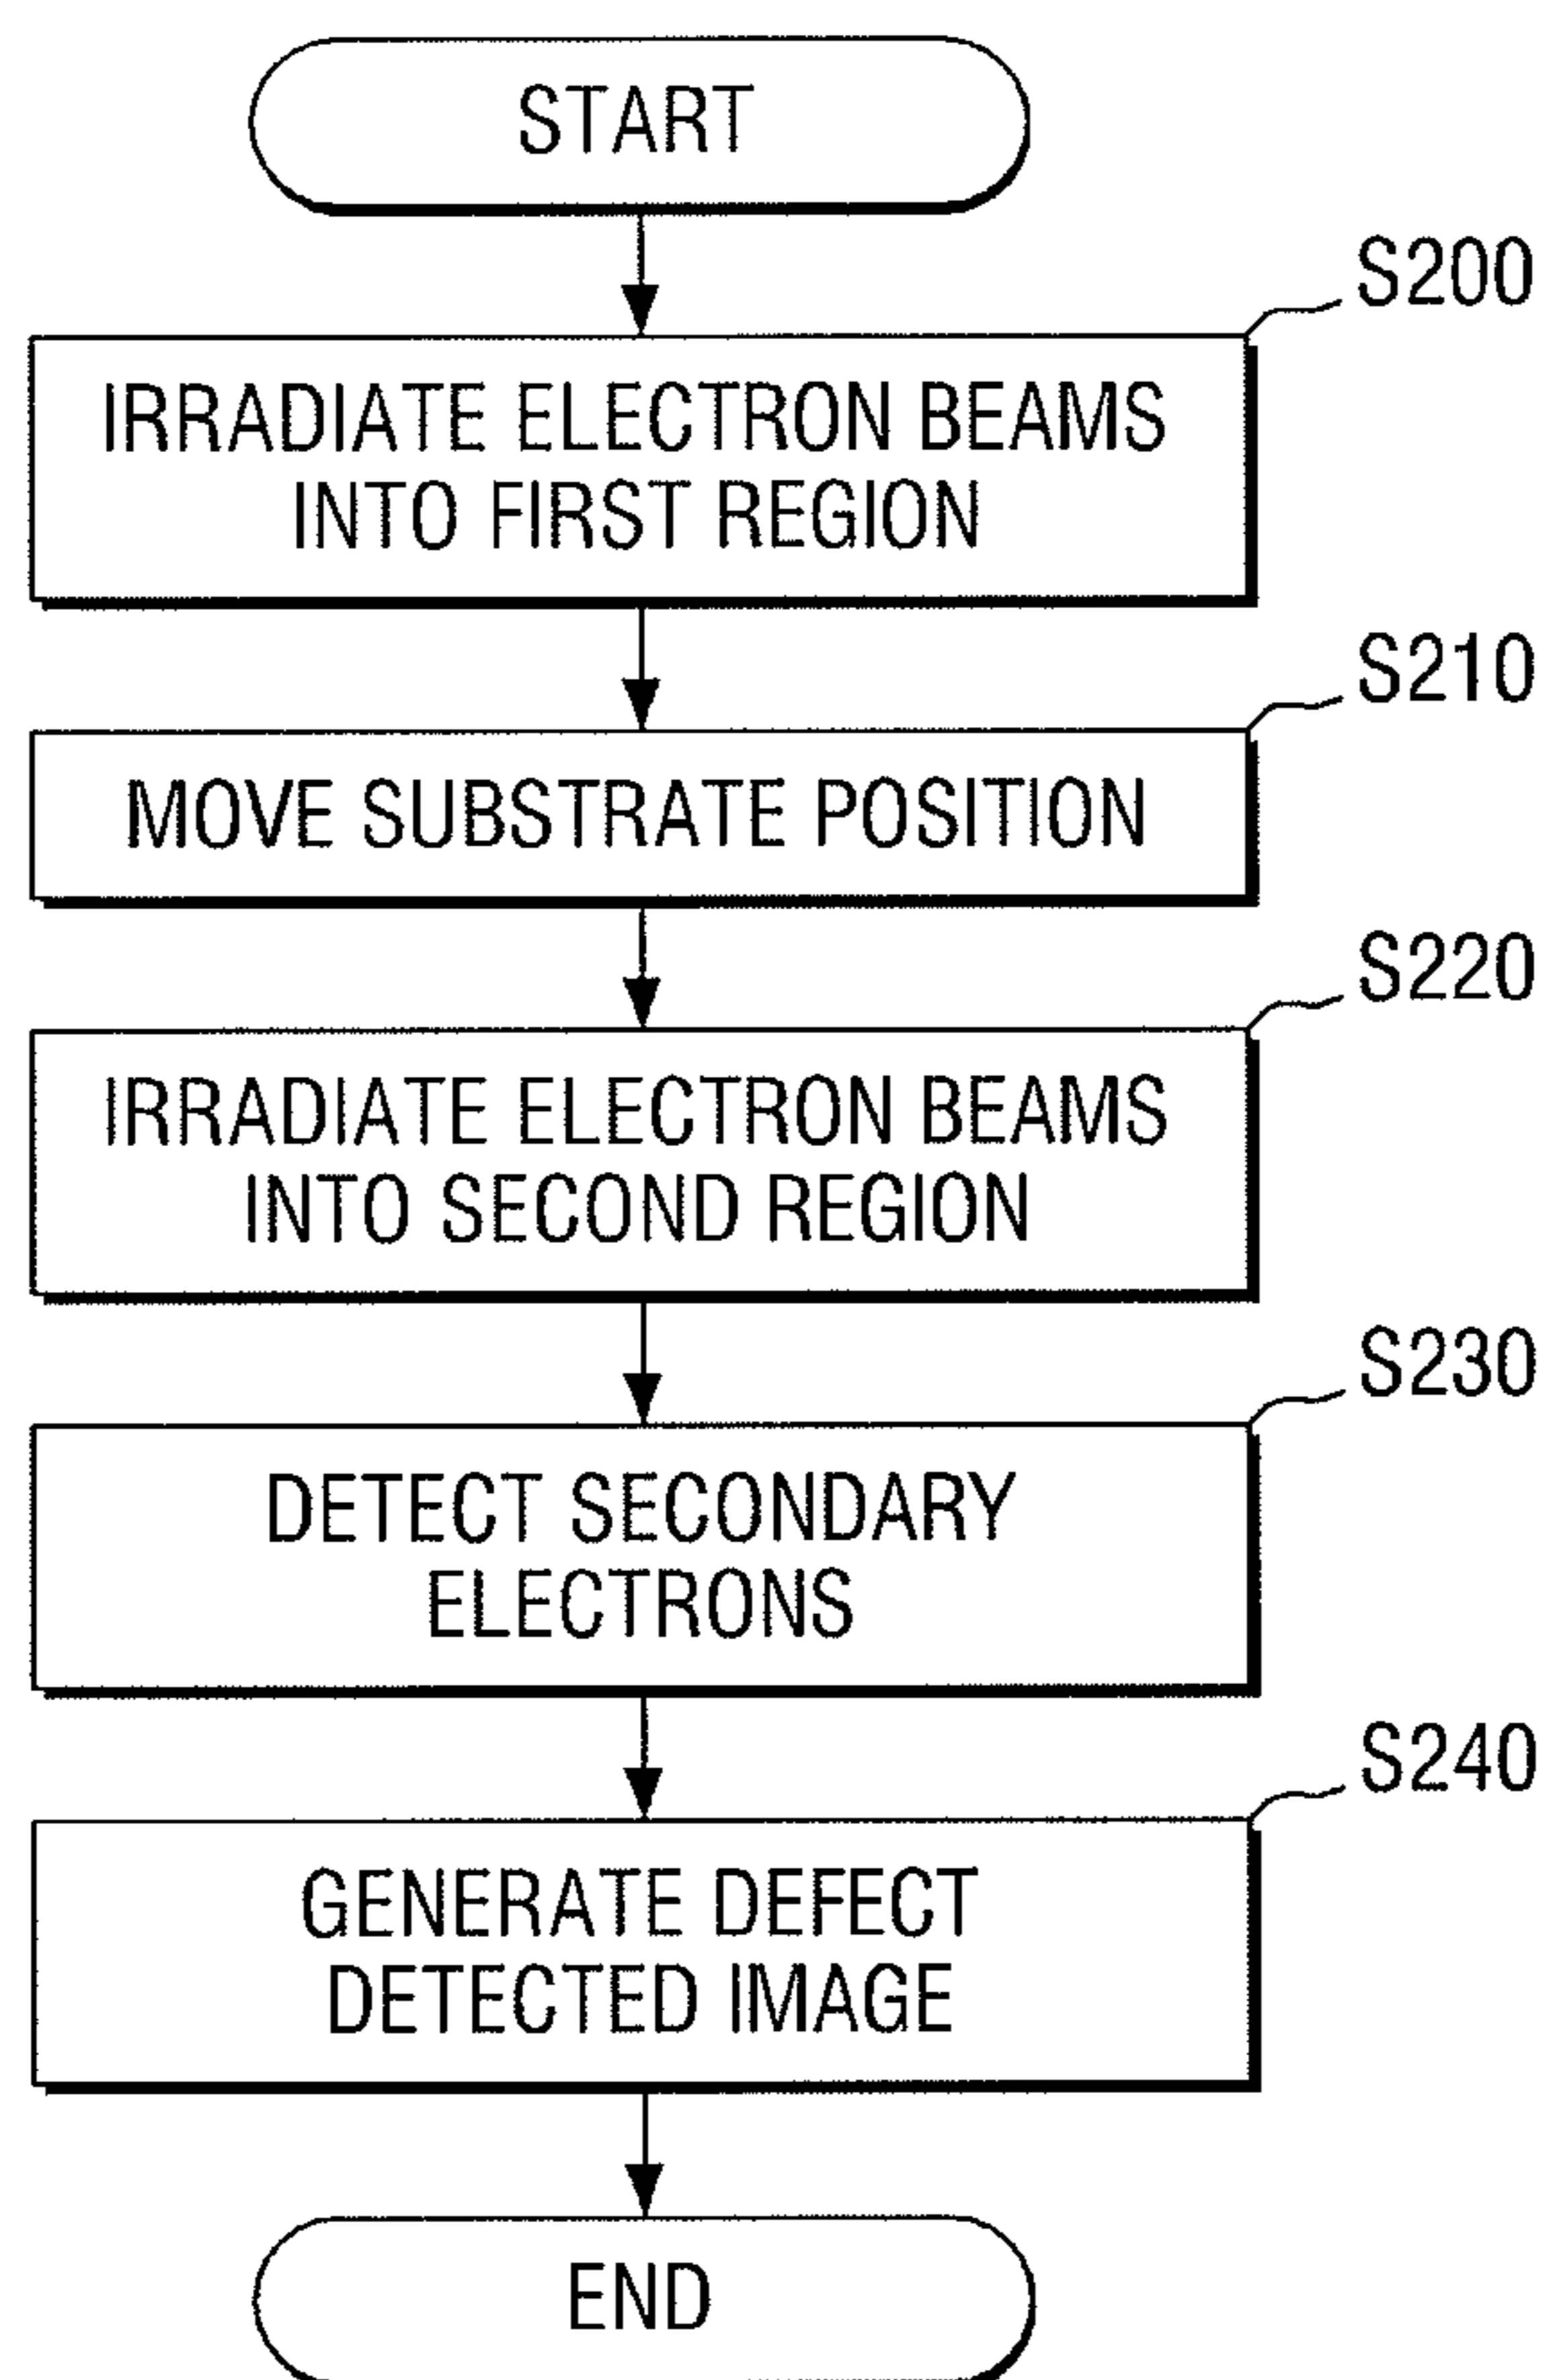 START
S200
IRRADIATE ELECTRON BEAMS
INTO FIRST REGION
S210
MOVE SUBSTRATE POSITION
S220
IRRADIATE ELECTRON BEAMS
INTO SECOND REGION
S230
DETECT SECONDARY
ELECTRONS
S240
GENERATE DEFECT
DETECTED IMAGE
END